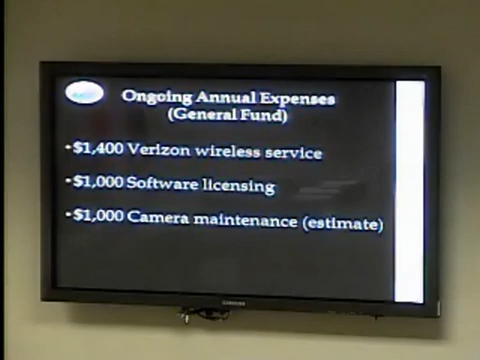 Ongoing Annual Expenses
(General Fund)
• $1,400 Verizon wireless service
• $1,000 Software licensing
• $1,000 Camera maintenance (estimate)
SAMSUNG